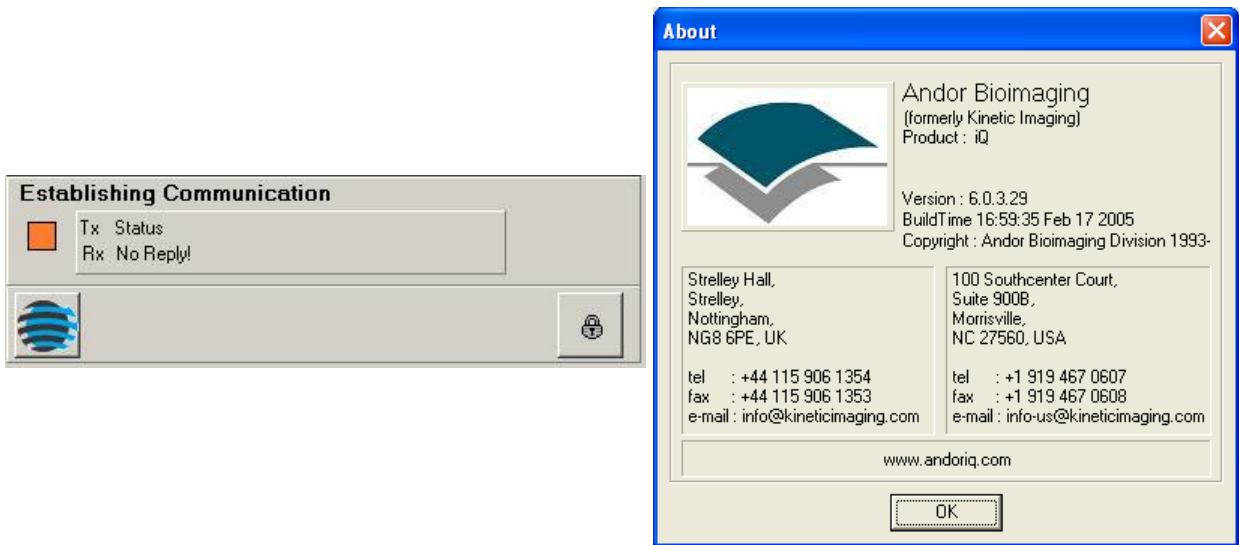 Establishing Communication
Tx Status
Rx No Reply!
About
Andor Bioimaging
(formerly Kinetic Imaging)
Product : iQ
Version : 6.0.3.29
BuildTime 16:59:35 Feb 17 2005
Copyright : Andor Bioimaging Division 1993-
Strelley Hall,
Strelley,
Nottingham,
NG8 6PE, UK
tel : +44 115 906 1354
fax : +44 115 906 1353
e-mail : info@kineticimaging.com
100 Southcenter Court,
Suite 900B,
Morrisville,
NC 27560, USA
tel : +1 919 467 0607
fax : +1 919 467 0608
e-mail : info-us@kineticimaging.com
www.andoriq.com
OK